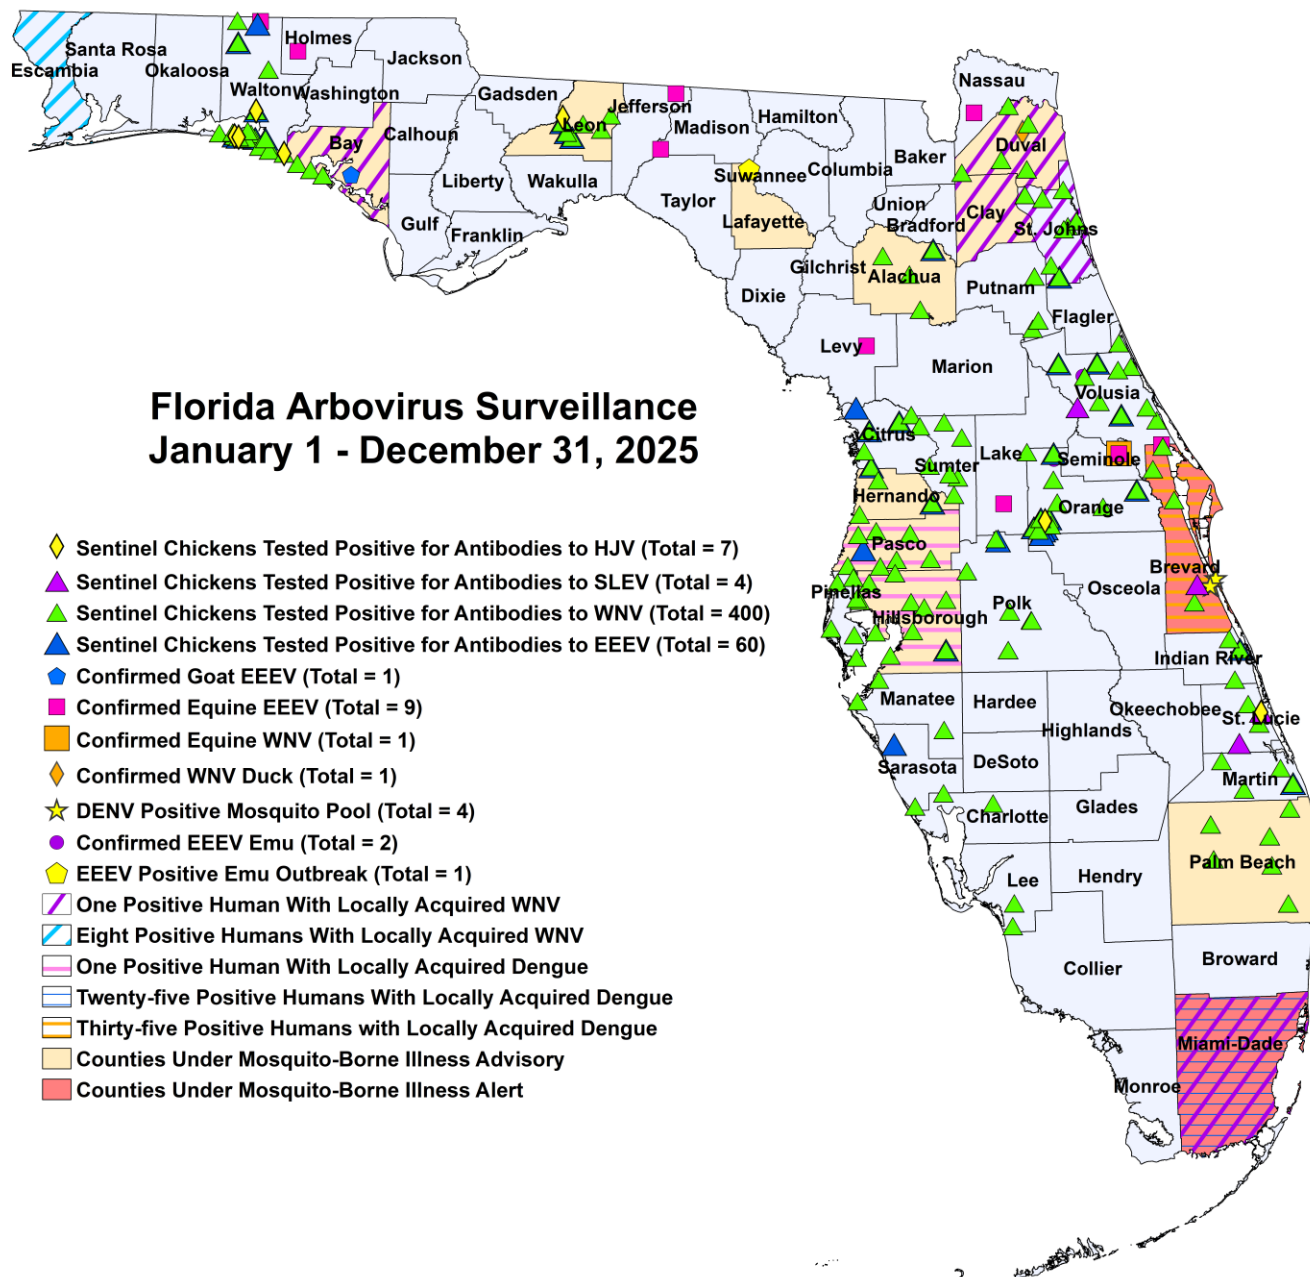 Escambia
Santa Rosa
Okaloosa
Walton
Holmes
Washington
Jackson
Bay
Calhoun
Gulf
Gadsden
Liberty
Franklin
Leon
Wakulla
Jefferson
Madison
Taylor
Hamilton
Suwannee
Lafayette
Dixie
Columbia
Gilchrist
Baker
Union
Bradford
Alachua
Levy
Nassau
Duval
Clay
St. Johns
Putnam
Flagler
Marion
Volusia
Citrus
Sumter
Lake
Seminole
Hernando
Orange
Pasco
Pinellas
Hillsborough
Polk
Osceola
Brevard
Indian River
Manatee
Hardee
Highlands
Okeechobee
St. Lucie
Sarasota
DeSoto
Martin
Charlotte
Glades
Lee
Hendry
Palm Beach
Collier
Broward
Miami-Dade
Monroe
Florida Arbovirus Surveillance
January 1 - December 31, 2025
Sentinel Chickens Tested Positive for Antibodies to HJV (Total = 7)
Sentinel Chickens Tested Positive for Antibodies to SLEV (Total = 4)
Sentinel Chickens Tested Positive for Antibodies to WNV (Total = 400)
Sentinel Chickens Tested Positive for Antibodies to EEEV (Total = 60)
Confirmed Goat EEEV (Total = 1)
Confirmed Equine EEEV (Total = 9)
Confirmed Equine WNV (Total = 1)
Confirmed WNV Duck (Total = 1)
DENV Positive Mosquito Pool (Total = 4)
Confirmed EEEV Emu (Total = 2)
EEEV Positive Emu Outbreak (Total = 1)
One Positive Human With Locally Acquired WNV
Eight Positive Humans With Locally Acquired WNV
One Positive Human With Locally Acquired Dengue
Twenty-five Positive Humans With Locally Acquired Dengue
Thirty-five Positive Humans with Locally Acquired Dengue
Counties Under Mosquito-Borne Illness Advisory
Counties Under Mosquito-Borne Illness Alert